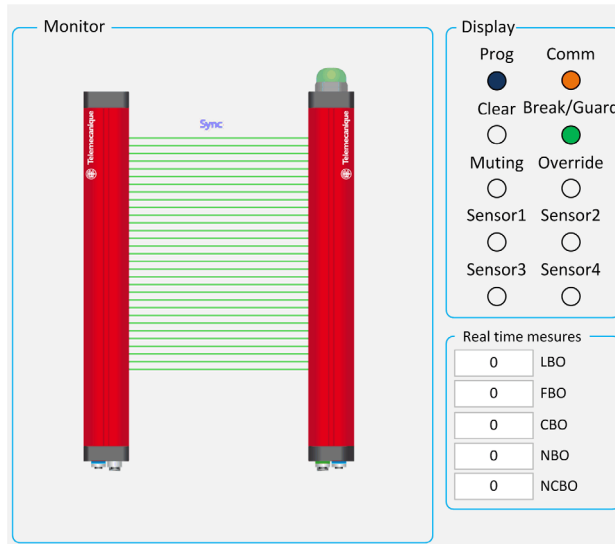 Monitor
Sync
Telemecanique
Telemecanique
Display
Prog
Comm
Clear
Break/Guard
Muting
Override
Sensor1
Sensor2
Sensor3
Sensor4
Real time mesures
0 LBO
0 FBO
0 CBO
0 NBO
0 NCBO